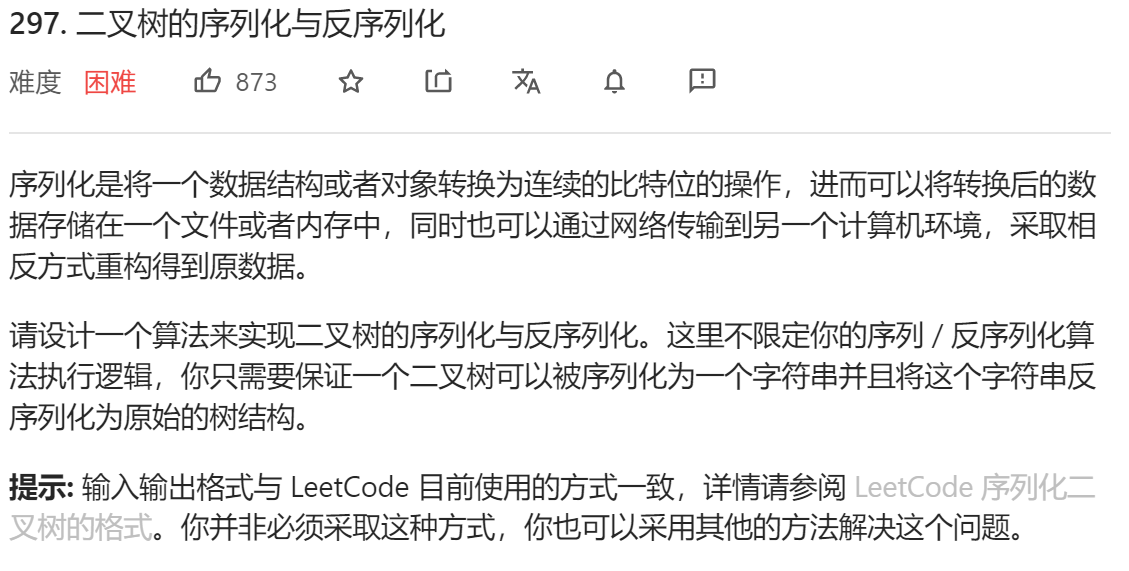 297. 二叉树的序列化与反序列化
难度 困难 873
序列化是将一个数据结构或者对象转换为连续的比特位的操作，进而可以将转换后的数
据存储在一个文件或者内存中，同时也可以通过网络传输到另一个计算机环境，采取相
反方式重构得到原数据。
请设计一个算法来实现二叉树的序列化与反序列化。这里不限定你的序列 / 反序列化算
法执行逻辑，你只需要保证一个二叉树可以被序列化为一个字符串并且将这个字符串反
序列化为原始的树结构。
提示: 输入输出格式与 LeetCode 目前使用的方式一致，详情请参阅 LeetCode 序列化二
叉树的格式。你并非必须采取这种方式，你也可以采用其他的方法解决这个问题。